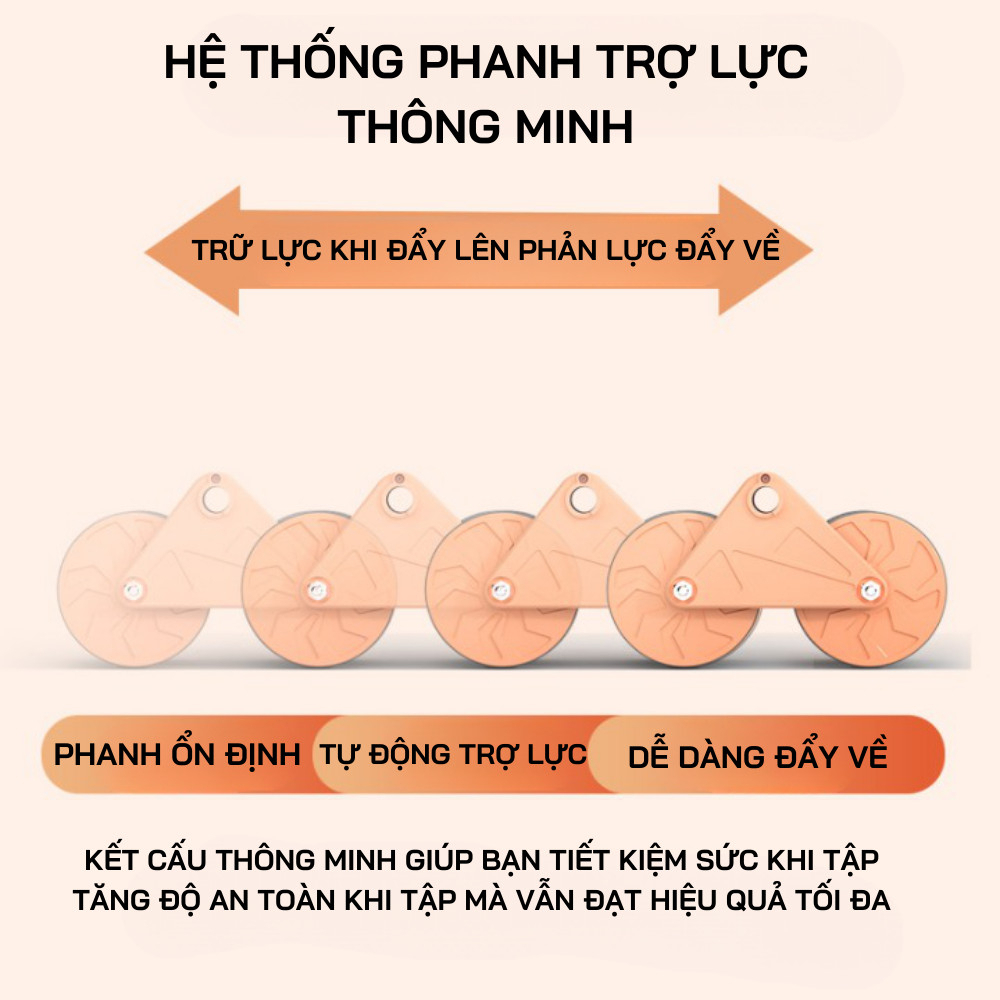 HỆ THỐNG PHANH TRỢ LỰC
THÔNG MINH
TRỮ LỰC KHI ĐẨY LÊN PHẢN LỰC ĐẨY VỀ
PHANH ỔN ĐỊNH
TỰ ĐỘNG TRỢ LỰC
DỄ DÀNG ĐẨY VỀ
KẾT CẤU THÔNG MINH GIÚP BẠN TIẾT KIỆM SỨC KHI TẬP
TĂNG ĐỘ AN TOÀN KHI TẬP MÀ VẪN ĐẠT HIỆU QUẢ TỐI ĐA